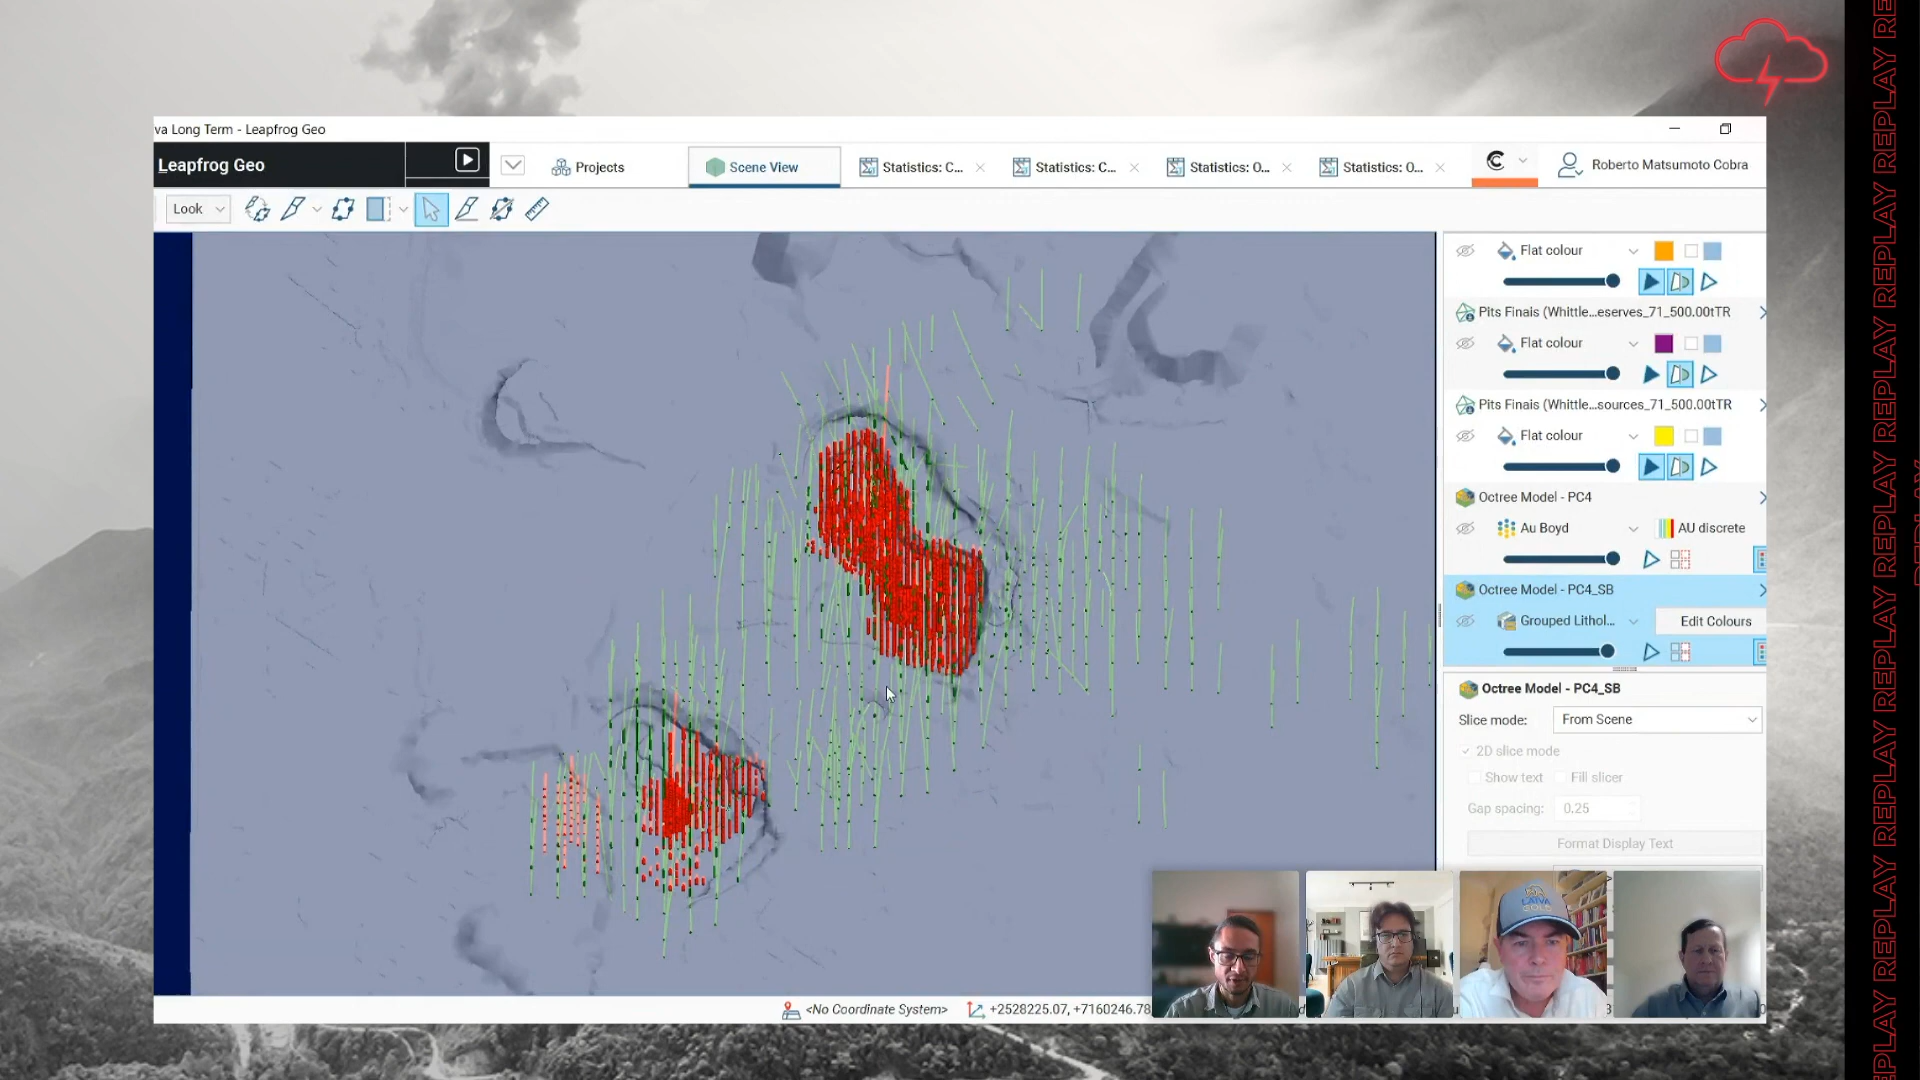 va Long Term - Leapfrog Geo
Leapfrog Geo
Projects
Scene View
Statistics: C...
Statistics: C...
Statistics: O...
Statistics: O...
Roberto Matsumoto Cobra
Look
Flat colour
Pits Finais (Whittle...eserves_71_500.00tTR
Flat colour
Pits Finais (Whittle...sources_71_500.00tTR
Flat colour
Octree Model - PC4
Au Boyd
AU discrete
Octree Model - PC4_SB
Grouped Lithol...
Edit Colours
Octree Model - PC4_SB
Slice mode:
From Scene
2D slice mode
Show text
Fill slicer
Gap spacing:
0.25
Format Display Text
<No Coordinate System>
+2528225.07, +7160246.78
LAIVA
GOLD
REPLAY REPLAY REPLAY REPLAY REPLAY REPLAY REPLAY REPLAY